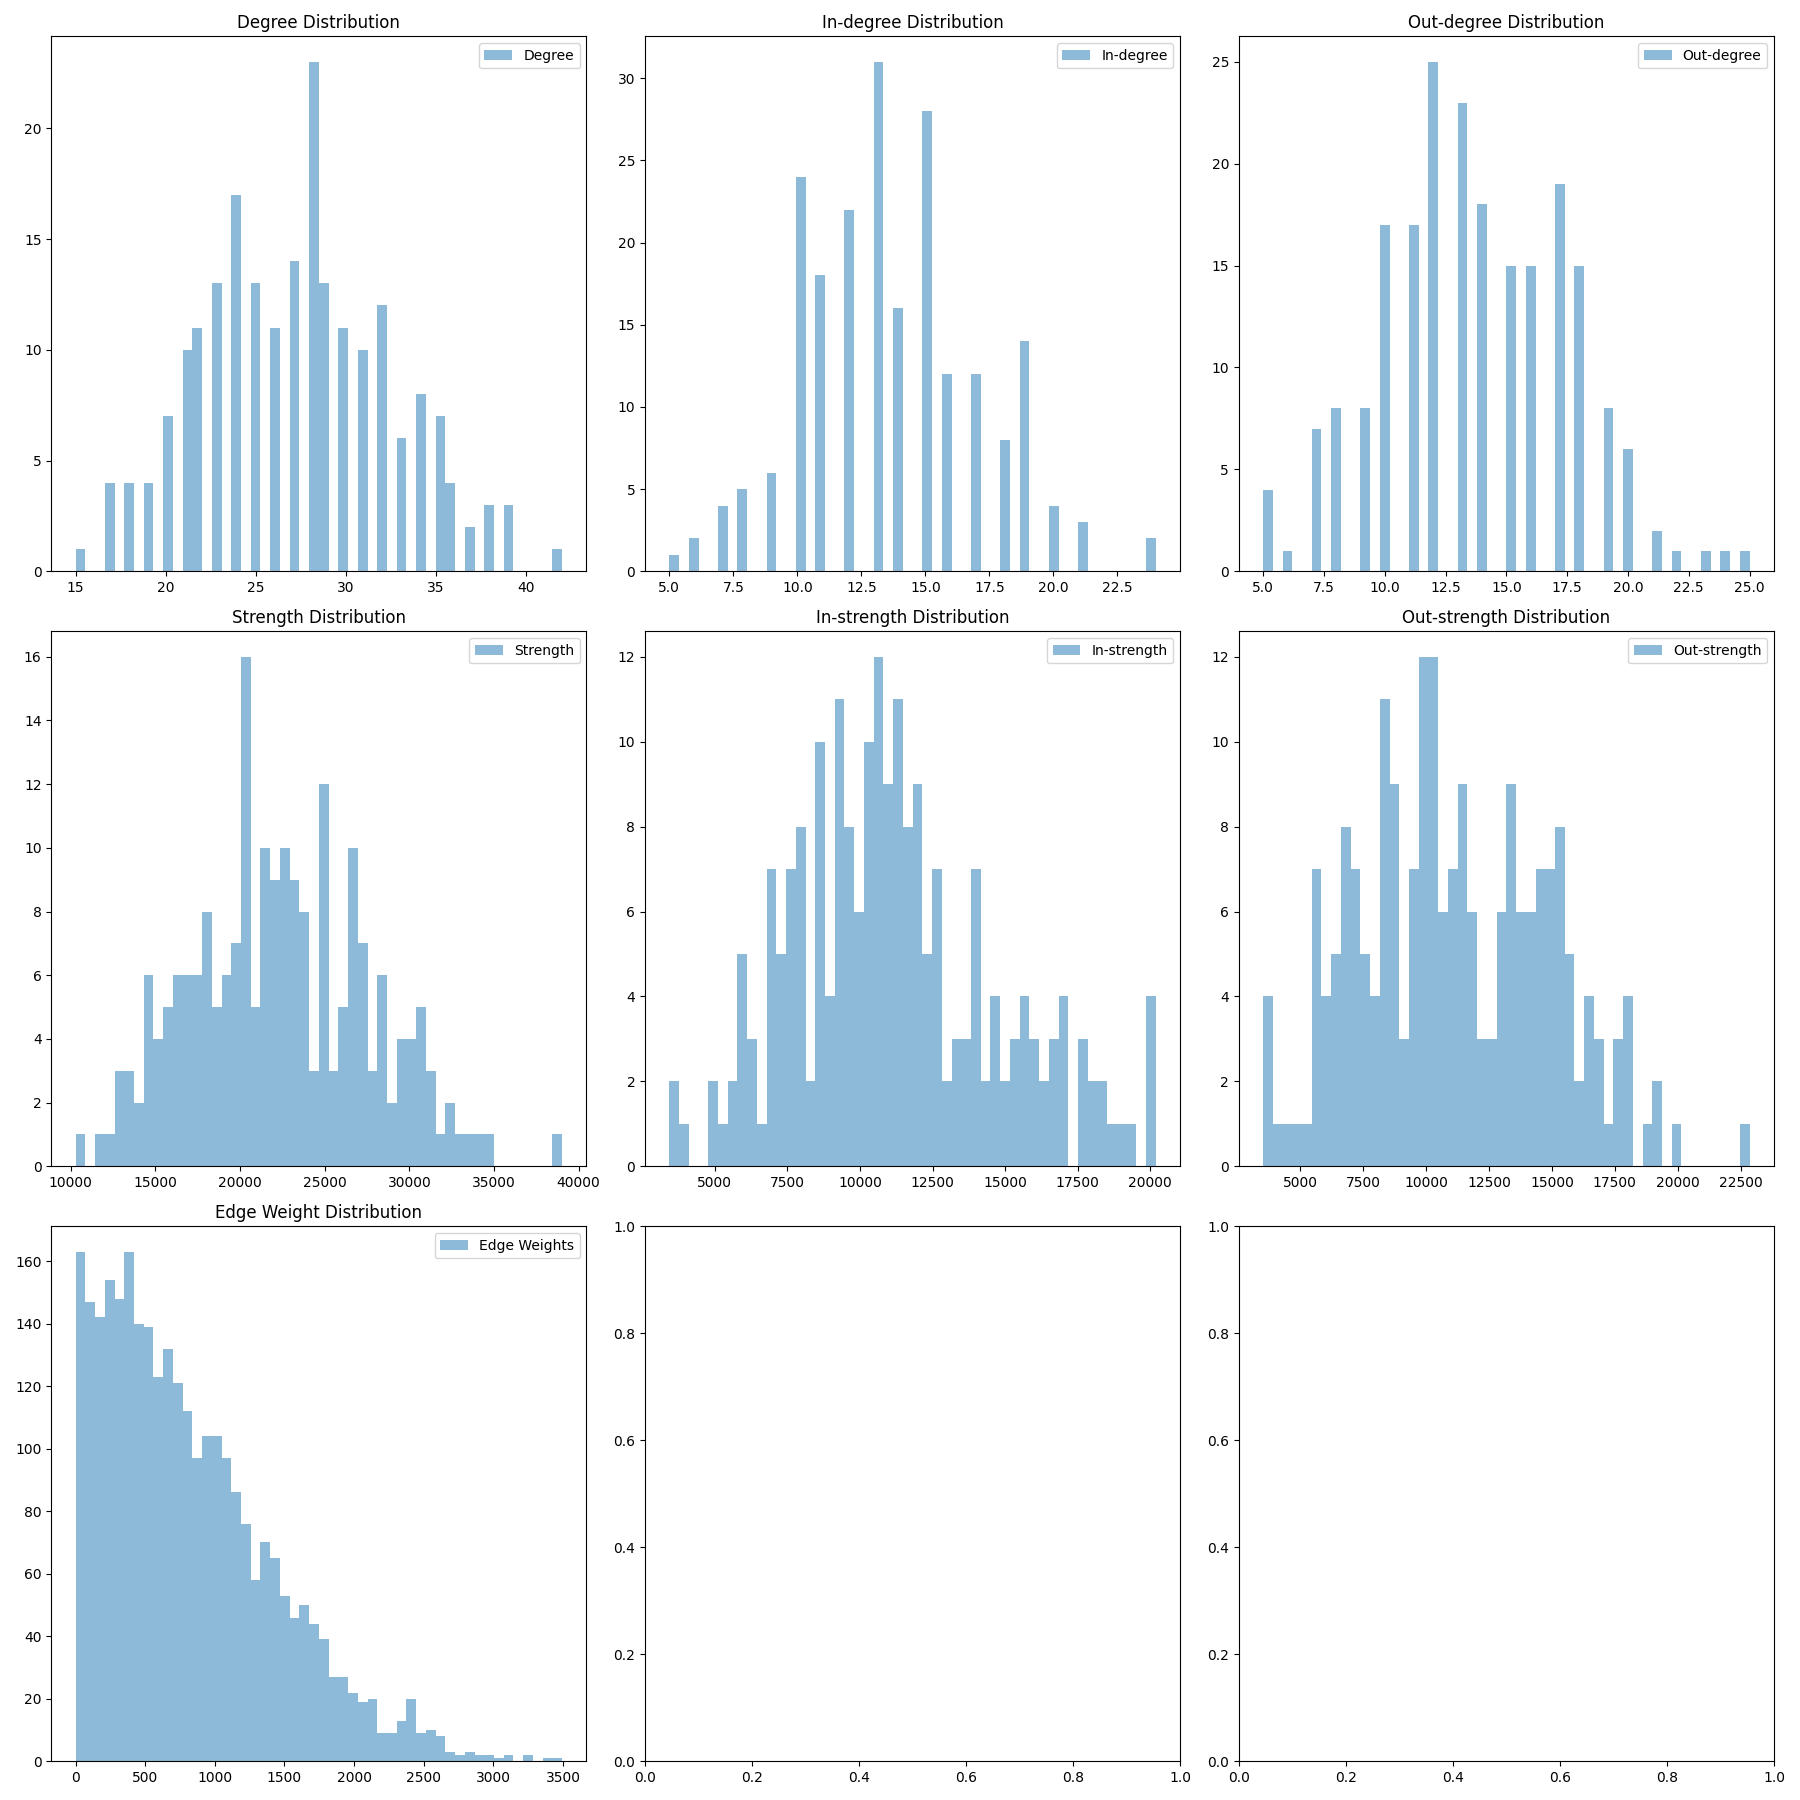 Degree Distribution
Degree
20
15
10
5
0
15 20 25 30 35 40
In-degree Distribution
In-degree
30
25
20
15
10
5
0
5.0 7.5 10.0 12.5 15.0 17.5 20.0 22.5
Out-degree Distribution
Out-degree
25
20
15
10
5
0
5.0 7.5 10.0 12.5 15.0 17.5 20.0 22.5 25.0
Strength Distribution
Strength
16
14
12
10
8
6
4
2
0
10000 15000 20000 25000 30000 35000 40000
In-strength Distribution
In-strength
12
10
8
6
4
2
0
5000 7500 10000 12500 15000 17500 20000
Out-strength Distribution
Out-strength
12
10
8
6
4
2
0
5000 7500 10000 12500 15000 17500 20000 22500
Edge Weight Distribution
Edge Weights
160
140
120
100
80
60
40
20
0
0 500 1000 1500 2000 2500 3000 3500
1.0
0.8
0.6
0.4
0.2
0.0
0.0 0.2 0.4 0.6 0.8 1.0
1.0
0.8
0.6
0.4
0.2
0.0
0.0 0.2 0.4 0.6 0.8 1.0